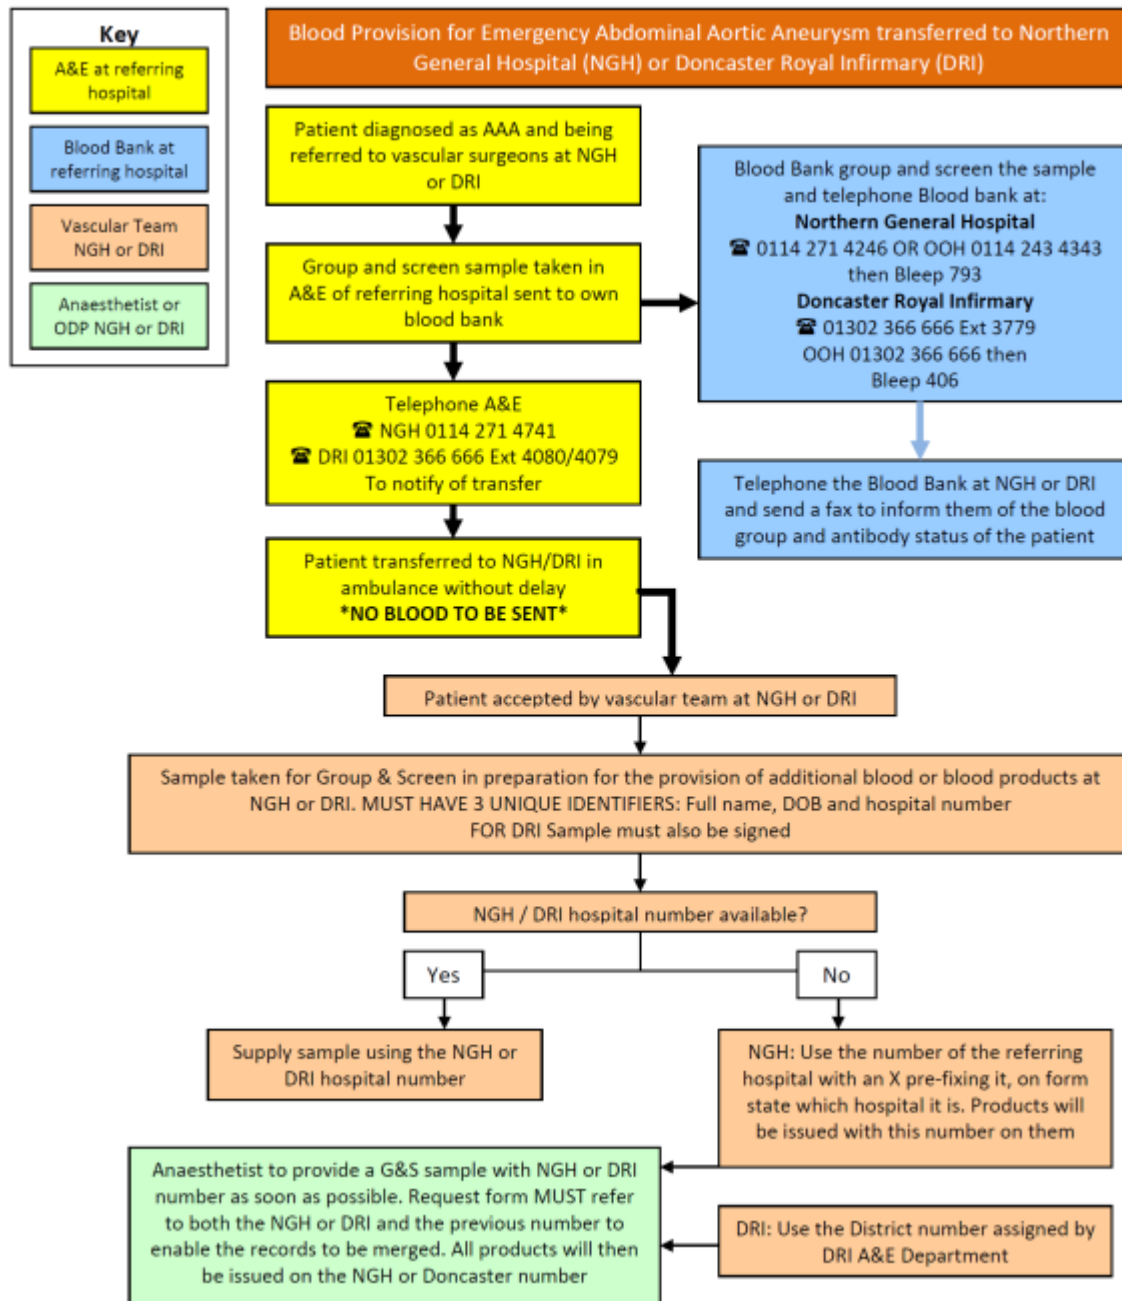 Key
A&E at referring
hospital
Blood Bank at
referring hospital
Vascular Team
NGH or DRI
Anaesthetist or
ODP NGH or DRI
Blood Provision for Emergency Abdominal Aortic Aneurysm transferred to Northern
General Hospital (NGH) or Doncaster Royal Infirmary (DRI)
Patient diagnosed as AAA and being
referred to vascular surgeons at NGH
or DRI
Group and screen sample taken in
A&E of referring hospital sent to own
blood bank
Blood Bank group and screen the sample
and telephone Blood bank at:
Northern General Hospital
☎ 0114 271 4246 OR OOH 0114 243 4343
then Bleep 793
Doncaster Royal Infirmary
☎ 01302 366 666 Ext 3779
OOH 01302 366 666 then
Bleep 406
Telephone A&E
☎ NGH 0114 271 4741
☎ DRI 01302 366 666 Ext 4080/4079
To notify of transfer
Telephone the Blood Bank at NGH or DRI
and send a fax to inform them of the blood
group and antibody status of the patient
Patient transferred to NGH/DRI in
ambulance without delay
*NO BLOOD TO BE SENT*
Patient accepted by vascular team at NGH or DRI
Sample taken for Group & Screen in preparation for the provision of additional blood or blood products at
NGH or DRI. MUST HAVE 3 UNIQUE IDENTIFIERS: Full name, DOB and hospital number
FOR DRI Sample must also be signed
NGH / DRI hospital number available?
Yes
No
Supply sample using the NGH or
DRI hospital number
NGH: Use the number of the referring
hospital with an X pre-fixing it, on form
state which hospital it is. Products will
be issued with this number on them
Anaesthetist to provide a G&S sample with NGH or DRI
number as soon as possible. Request form MUST refer
to both the NGH or DRI and the previous number to
enable the records to be merged. All products will then
be issued on the NGH or Doncaster number
DRI: Use the District number assigned by
DRI A&E Department